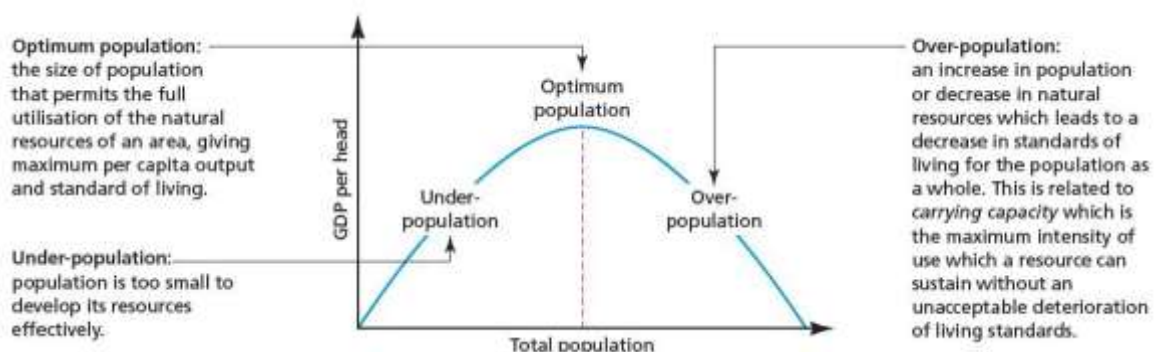 Optimum population:
the size of population
that permits the full
utilisation of the natural
resources of an area, giving
maximum per capita output
and standard of living.
Under-population:
population is too small to
develop its resources
effectively.
GDP per head
Optimum
population
Under-
population
Over-
population
Total population
Over-population:
an increase in population
or decrease in natural
resources which leads to a
decrease in standards of
living for the population as
a whole. This is related to
carrying capacity which is
the maximum intensity of
use which a resource can
sustain without an
unacceptable deterioration
of living standards.